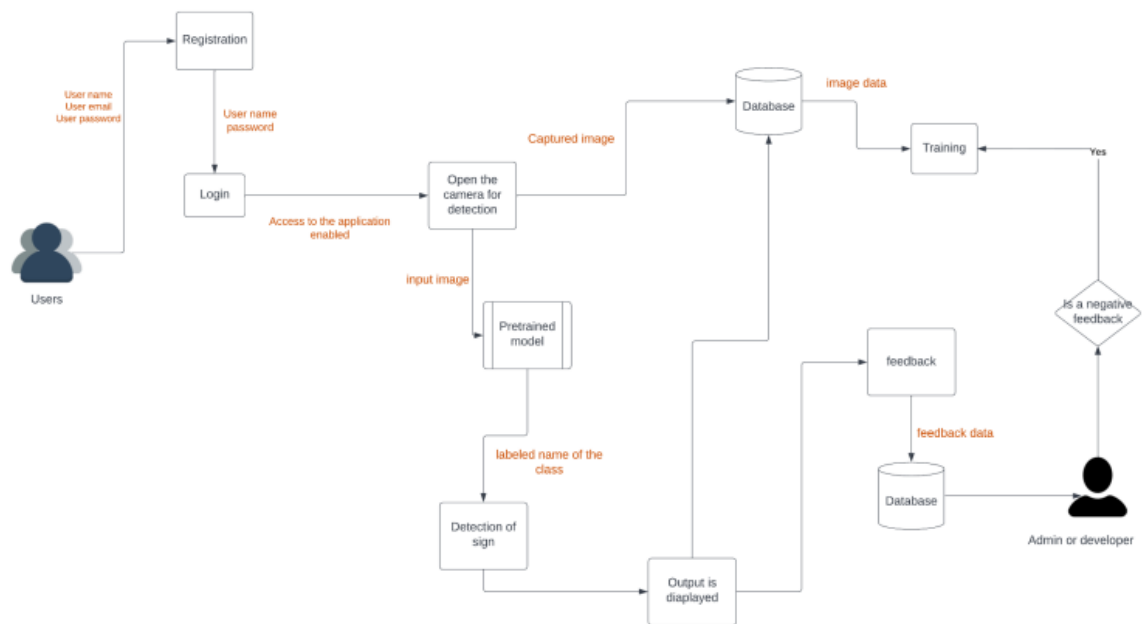 Registration
User name
User email
User password
User name
password
Login
Access to the application
enabled
Users
Open the
camera for
detection
Captured image
Database
image data
Training
Yes
input image
Pretrained
model
Is a negative
feedback
feedback
feedback data
labeled name of the
class
Database
Detection of
sign
Admin or developer
Output is
diaplayed